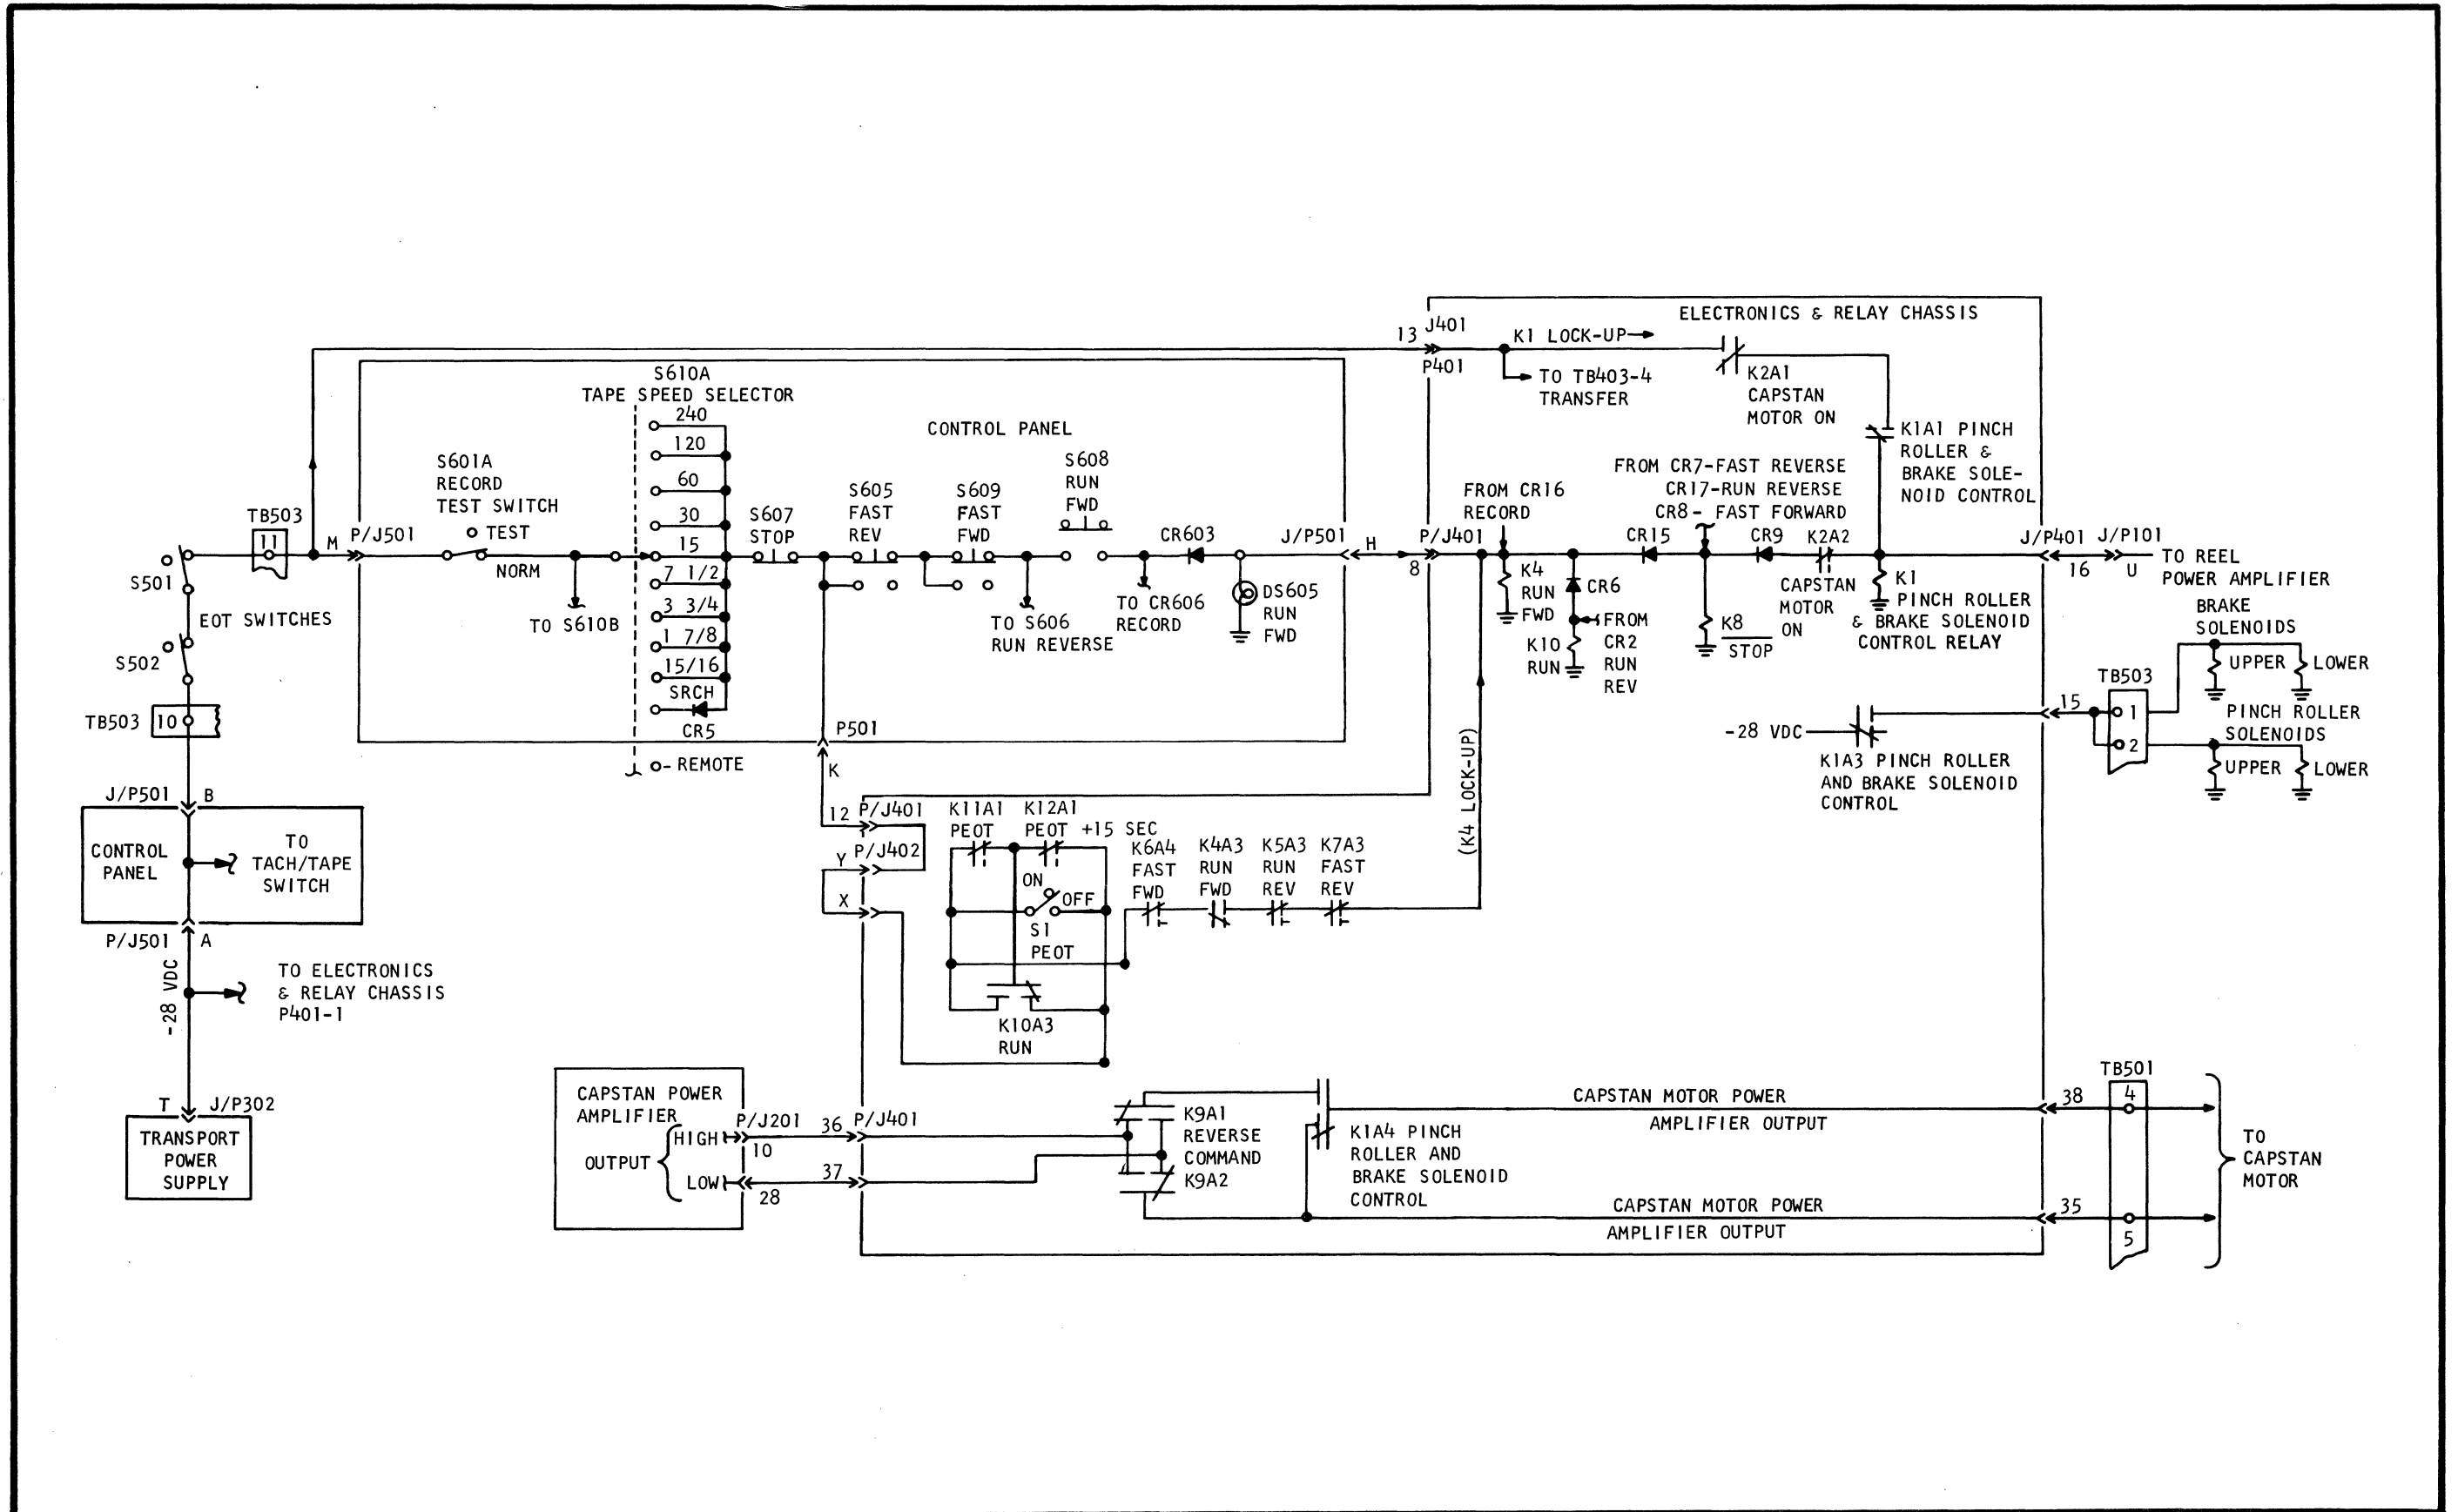 ELECTRONICS & RELAY CHASSIS
J401
13
P401
K1 LOCK-UP
TO TB403-4
TRANSFER
K2A1
CAPSTAN
MOTOR ON
K1A1 PINCH
ROLLER &
BRAKE SOLE-
NOID CONTROL
S610A
TAPE SPEED SELECTOR
240
120
60
30
15
7 1/2
3 3/4
1 7/8
15/16
SRCH
CR5
O- REMOTE
CONTROL PANEL
S601A
RECORD
TEST SWITCH
TEST
NORM
TO S610B
S607
STOP
S605
FAST
REV
S609
FAST
FWD
S608
RUN
FWD
TO S606
RUN REVERSE
TO CR606
RECORD
CR603
DS605
RUN
FWD
J/P501
H
P/J401
8
FROM CR16
RECORD
FROM CR7-FAST REVERSE
CR17-RUN REVERSE
CR8- FAST FORWARD
K4
RUN
FWD
CR6
FROM
CR2
RUN
REV
K10
RUN
CR15
K8
STOP
CR9
K2A2
CAPSTAN
MOTOR
ON
K1
PINCH ROLLER
& BRAKE SOLENOID
CONTROL RELAY
J/P401
16
J/P101
U
TO REEL
POWER AMPLIFIER
BRAKE
SOLENOIDS
UPPER
LOWER
TB503
15
1
2
PINCH ROLLER
SOLENOIDS
UPPER
LOWER
-28 VDC
K1A3 PINCH ROLLER
AND BRAKE SOLENOID
CONTROL
TB503
11
M
P/J501
S501
EOT SWITCHES
S502
TB503
10
J/P501
B
CONTROL
PANEL
TO
TACH/TAPE
SWITCH
P/J501
A
-28 VDC
TO ELECTRONICS
& RELAY CHASSIS
P401-1
T
J/P302
TRANSPORT
POWER
SUPPLY
P501
K
12
P/J401
Y
P/J402
X
K11A1
PEOT
K12A1
PEOT +15 SEC
ON
OFF
S1
PEOT
K10A3
RUN
K6A4
FAST
FWD
K4A3
RUN
FWD
K5A3
RUN
REV
K7A3
FAST
REV
(K4 LOCK-UP)
CAPSTAN POWER
AMPLIFIER
OUTPUT
HIGH
LOW
P/J201
10
28
36
P/J401
37
K9A1
REVERSE
COMMAND
K9A2
K1A4 PINCH
ROLLER AND
BRAKE SOLENOID
CONTROL
CAPSTAN MOTOR POWER
AMPLIFIER OUTPUT
CAPSTAN MOTOR POWER
AMPLIFIER OUTPUT
38
35
TB501
4
5
TO
CAPSTAN
MOTOR